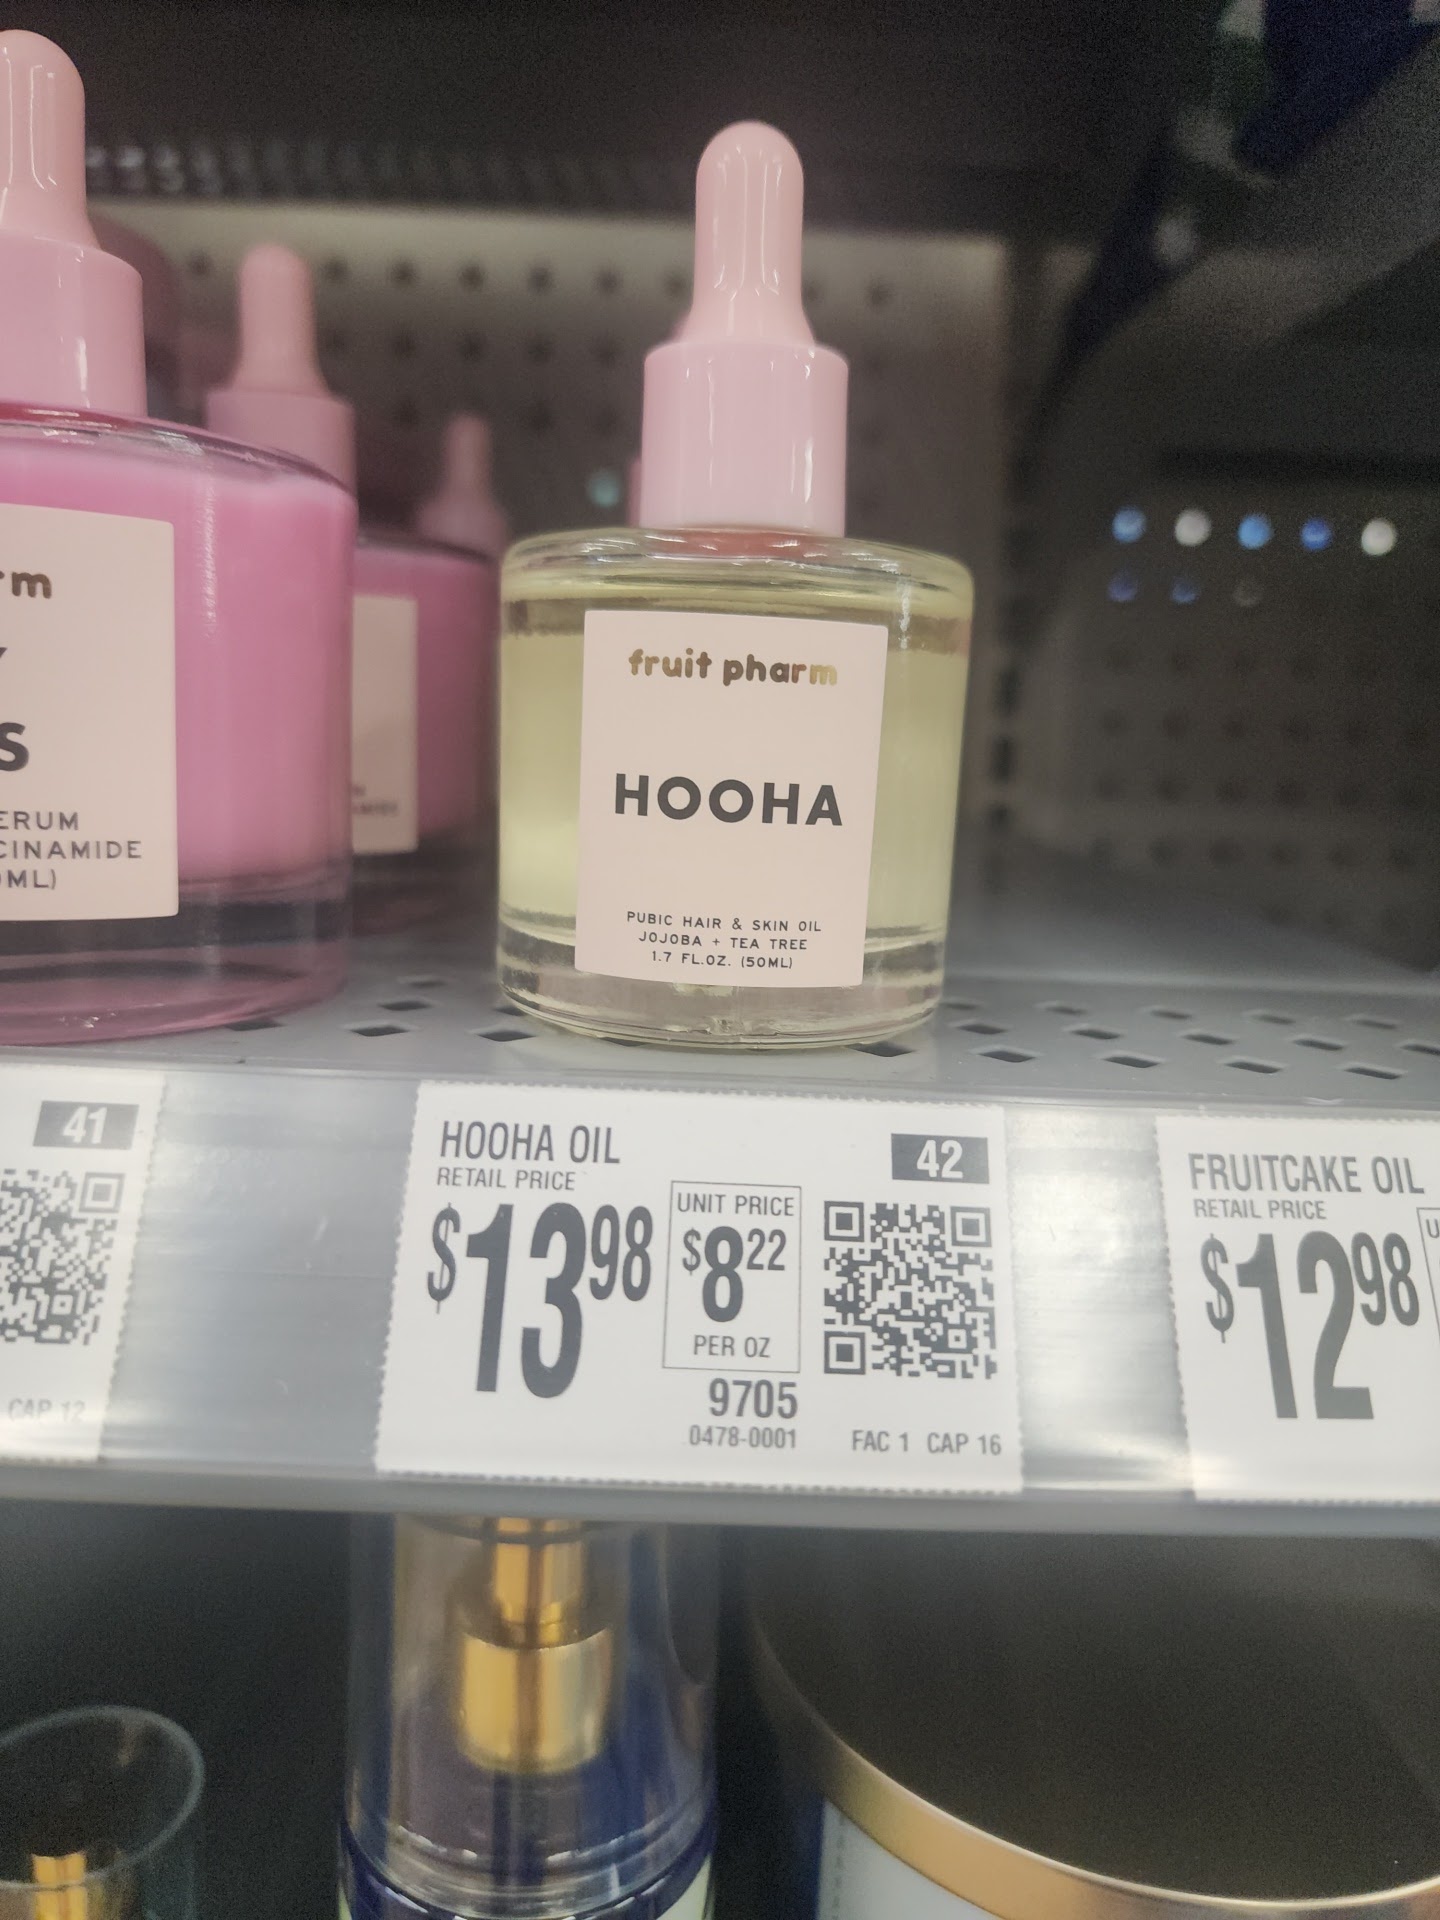 fruit pharm
HOOHA
PUBIC HAIR & SKIN OIL
JOJOBA + TEA TREE
1.7 FL.OZ. (50ML)
rm
S
ERUM
CINAMIDE
ML)
41
CAP 12
HOOHA OIL
RETAIL PRICE
$13 98
UNIT PRICE
$8 22
PER OZ
42
9705
0478-0001
FAC 1 CAP 16
FRUITCAKE OIL
RETAIL PRICE
$12 98
U